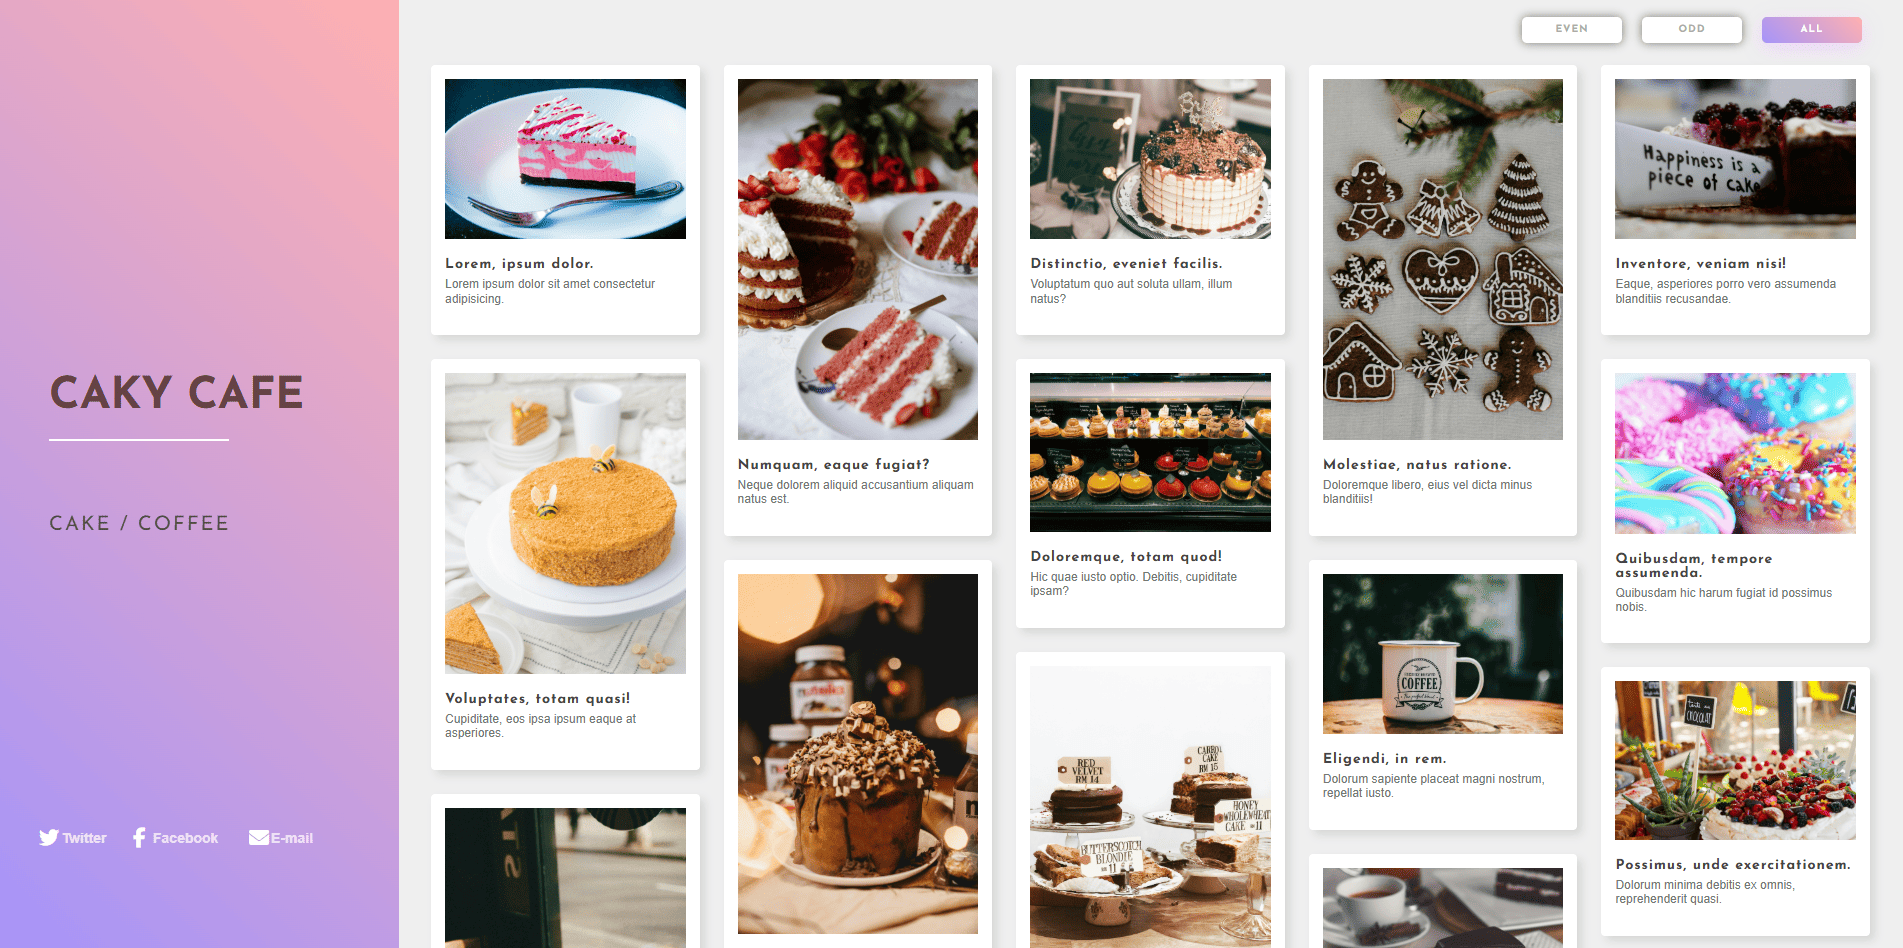 EVEN
ODD
ALL
CAKY CAFE
CAKE / COFFEE
Twitter
Facebook
E-mail
Lorem, ipsum dolor.
Lorem ipsum dolor sit amet consectetur
adipisicing.
Voluptates, totam quasi!
Cupiditate, eos ipsa ipsum eaque at
asperiores.
Numquam, eaque fugiat?
Neque dolorem aliquid accusantium aliquam
natus est.
nutella
Distinctio, eveniet facilis.
Voluptatum quo aut soluta ullam, illum
natus?
Doloremque, totam quod!
Hic quae iusto optio. Debitis, cupiditate
ipsam?
RED
VELVET
RM 14
CARROT
CAKE
RM 15
HONEY
WHOLEWHEAT
CAKE RM 11
BUTTERSCOTCH
BLONDIE
RM 11
Molestiae, natus ratione.
Doloremque libero, eius vel dicta minus
blanditiis!
COFFEE
Eligendi, in rem.
Dolorum sapiente placeat magni nostrum,
repellat iusto.
Happiness is a
piece of cake
Inventore, veniam nisi!
Eaque, asperiores porro vero assumenda
blanditiis recusandae.
Quibusdam, tempore
assumenda.
Quibusdam hic harum fugiat id possimus
nobis.
CHOCOLAT
Possimus, unde exercitationem.
Dolorum minima debitis ex omnis,
reprehenderit quasi.